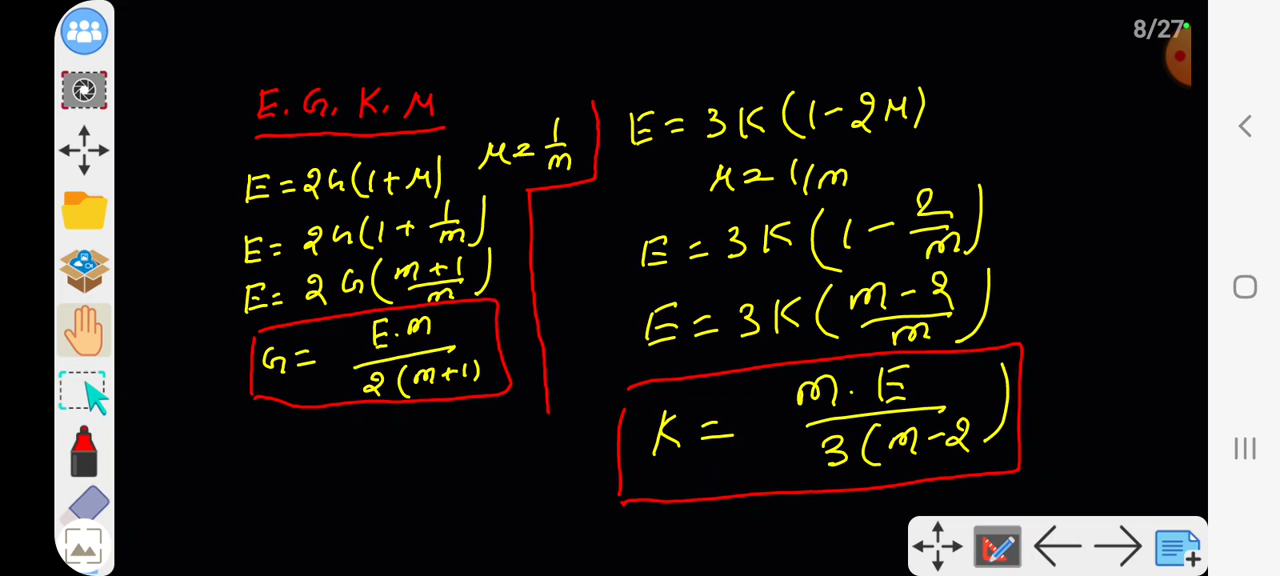 8/27
E. G. K. μ
E = 2G(1 + μ) μ = 1/m
E = 2G(1 + 1/m)
E = 2G(m+1/m)
G = E.m/2(m+1)
E = 3K(1 - 2μ)
μ = 1/m
E = 3K(1 - 2/m)
E = 3K(m - 2/m)
K = m . E/3(m-2)